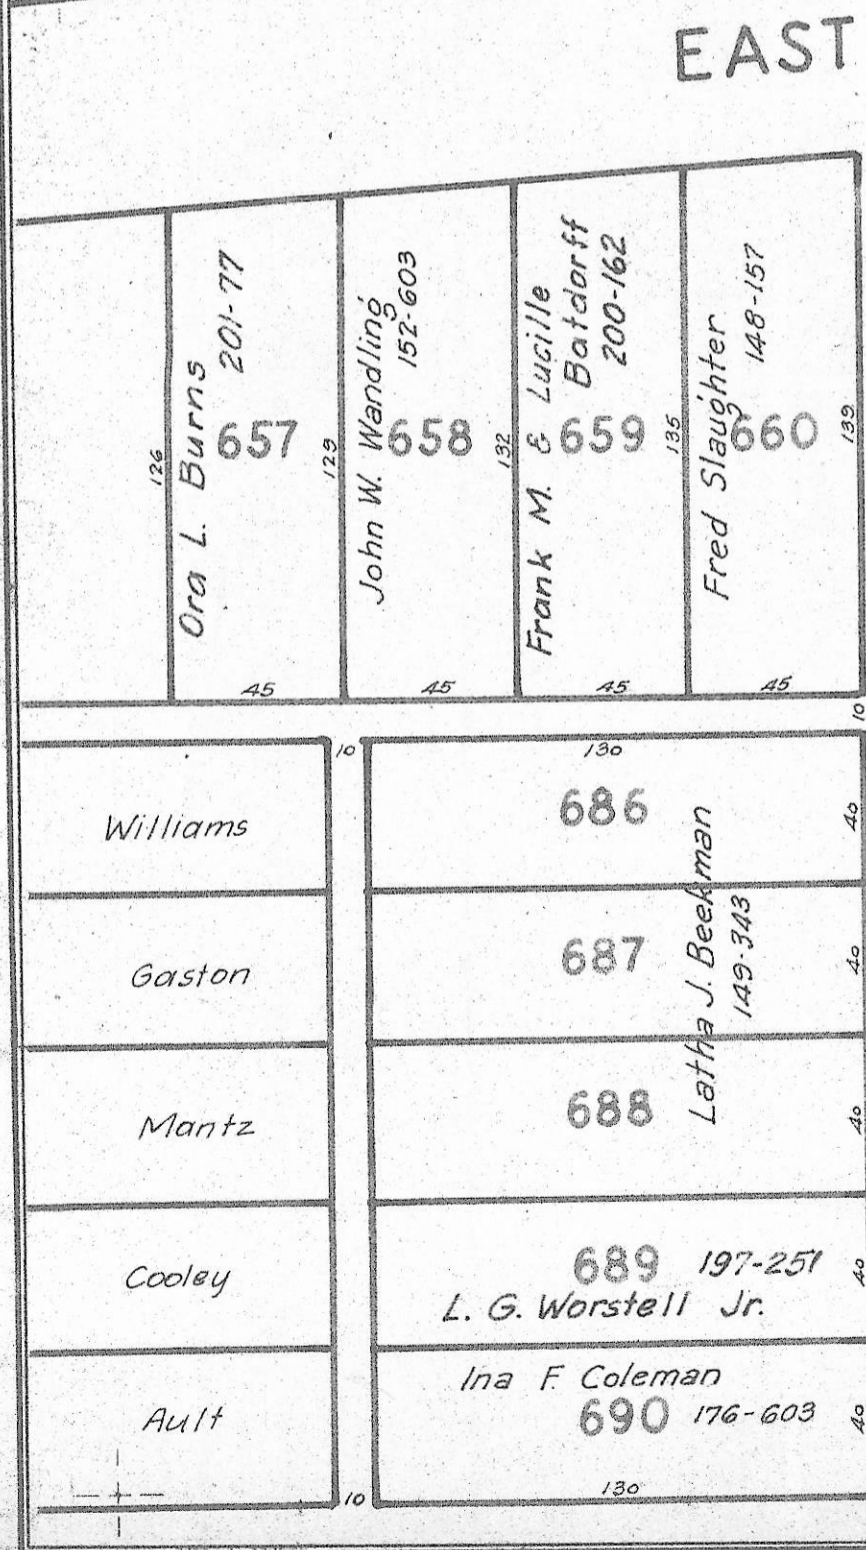 EAST
126
Ora L. Burns 201-77
657
129
45
John W. Wandling
152-603
658
132
45
Frank M. & Lucille
Batdorff
200-162
659
135
45
Fred Slaughter 148-157
660
139
45
10
Williams
Gaston
Mantz
Cooley
Ault
10
10
130
686
40
687
40
688
40
Latha J. Beekman
149-343
689 197-251
L. G. Worstell Jr.
40
Ina F. Coleman
690 176-603
40
130